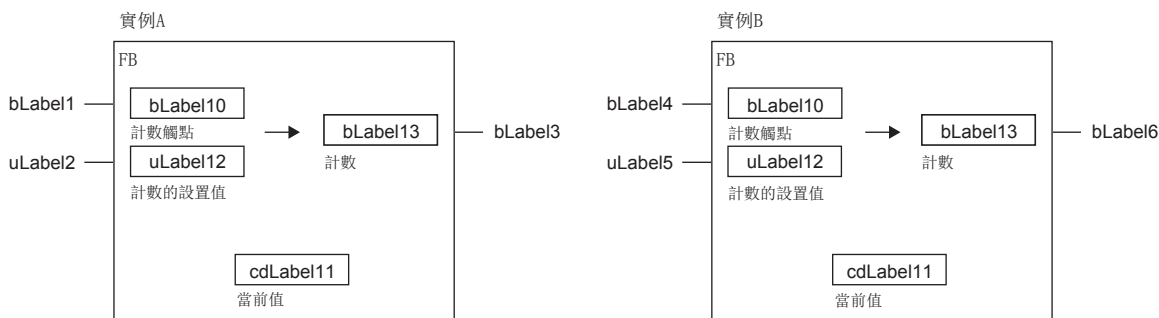 實例A
FB
bLabel1
bLabel10
計數觸點
uLabel2
uLabel12
計數的設置值
bLabel13
計數
bLabel3
cdLabel11
當前值
實例B
FB
bLabel4
bLabel10
計數觸點
uLabel5
uLabel12
計數的設置值
bLabel13
計數
bLabel6
cdLabel11
當前值